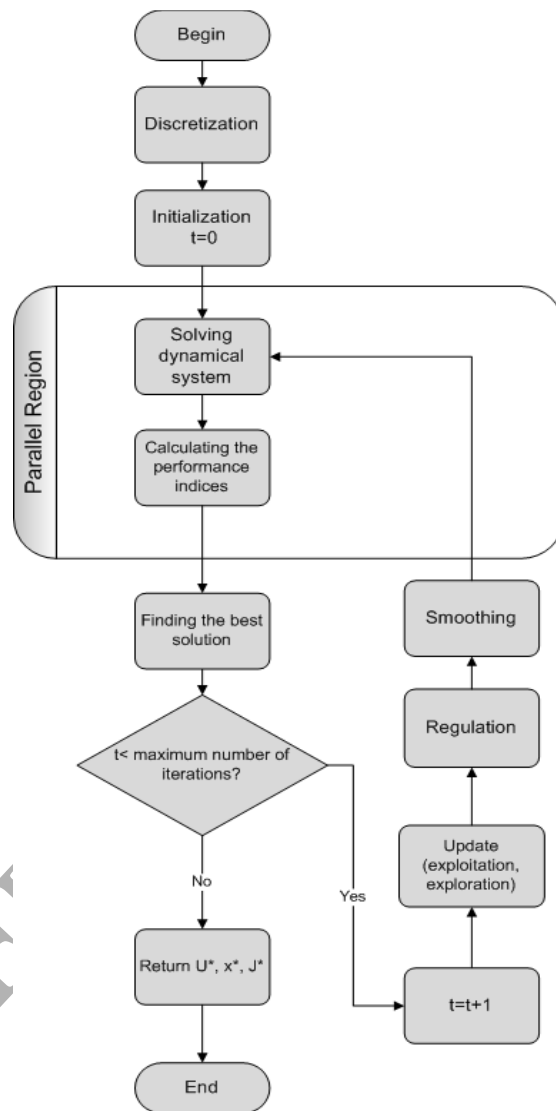 Begin
Discretization
Initialization
t=0
Parallel Region
Solving
dynamical
system
Calculating the
performance
indices
Finding the best
solution
t< maximum number of
iterations?
No
Yes
Return U*, x*, J*
End
t=t+1
Update
(exploitation,
exploration)
Regulation
Smoothing